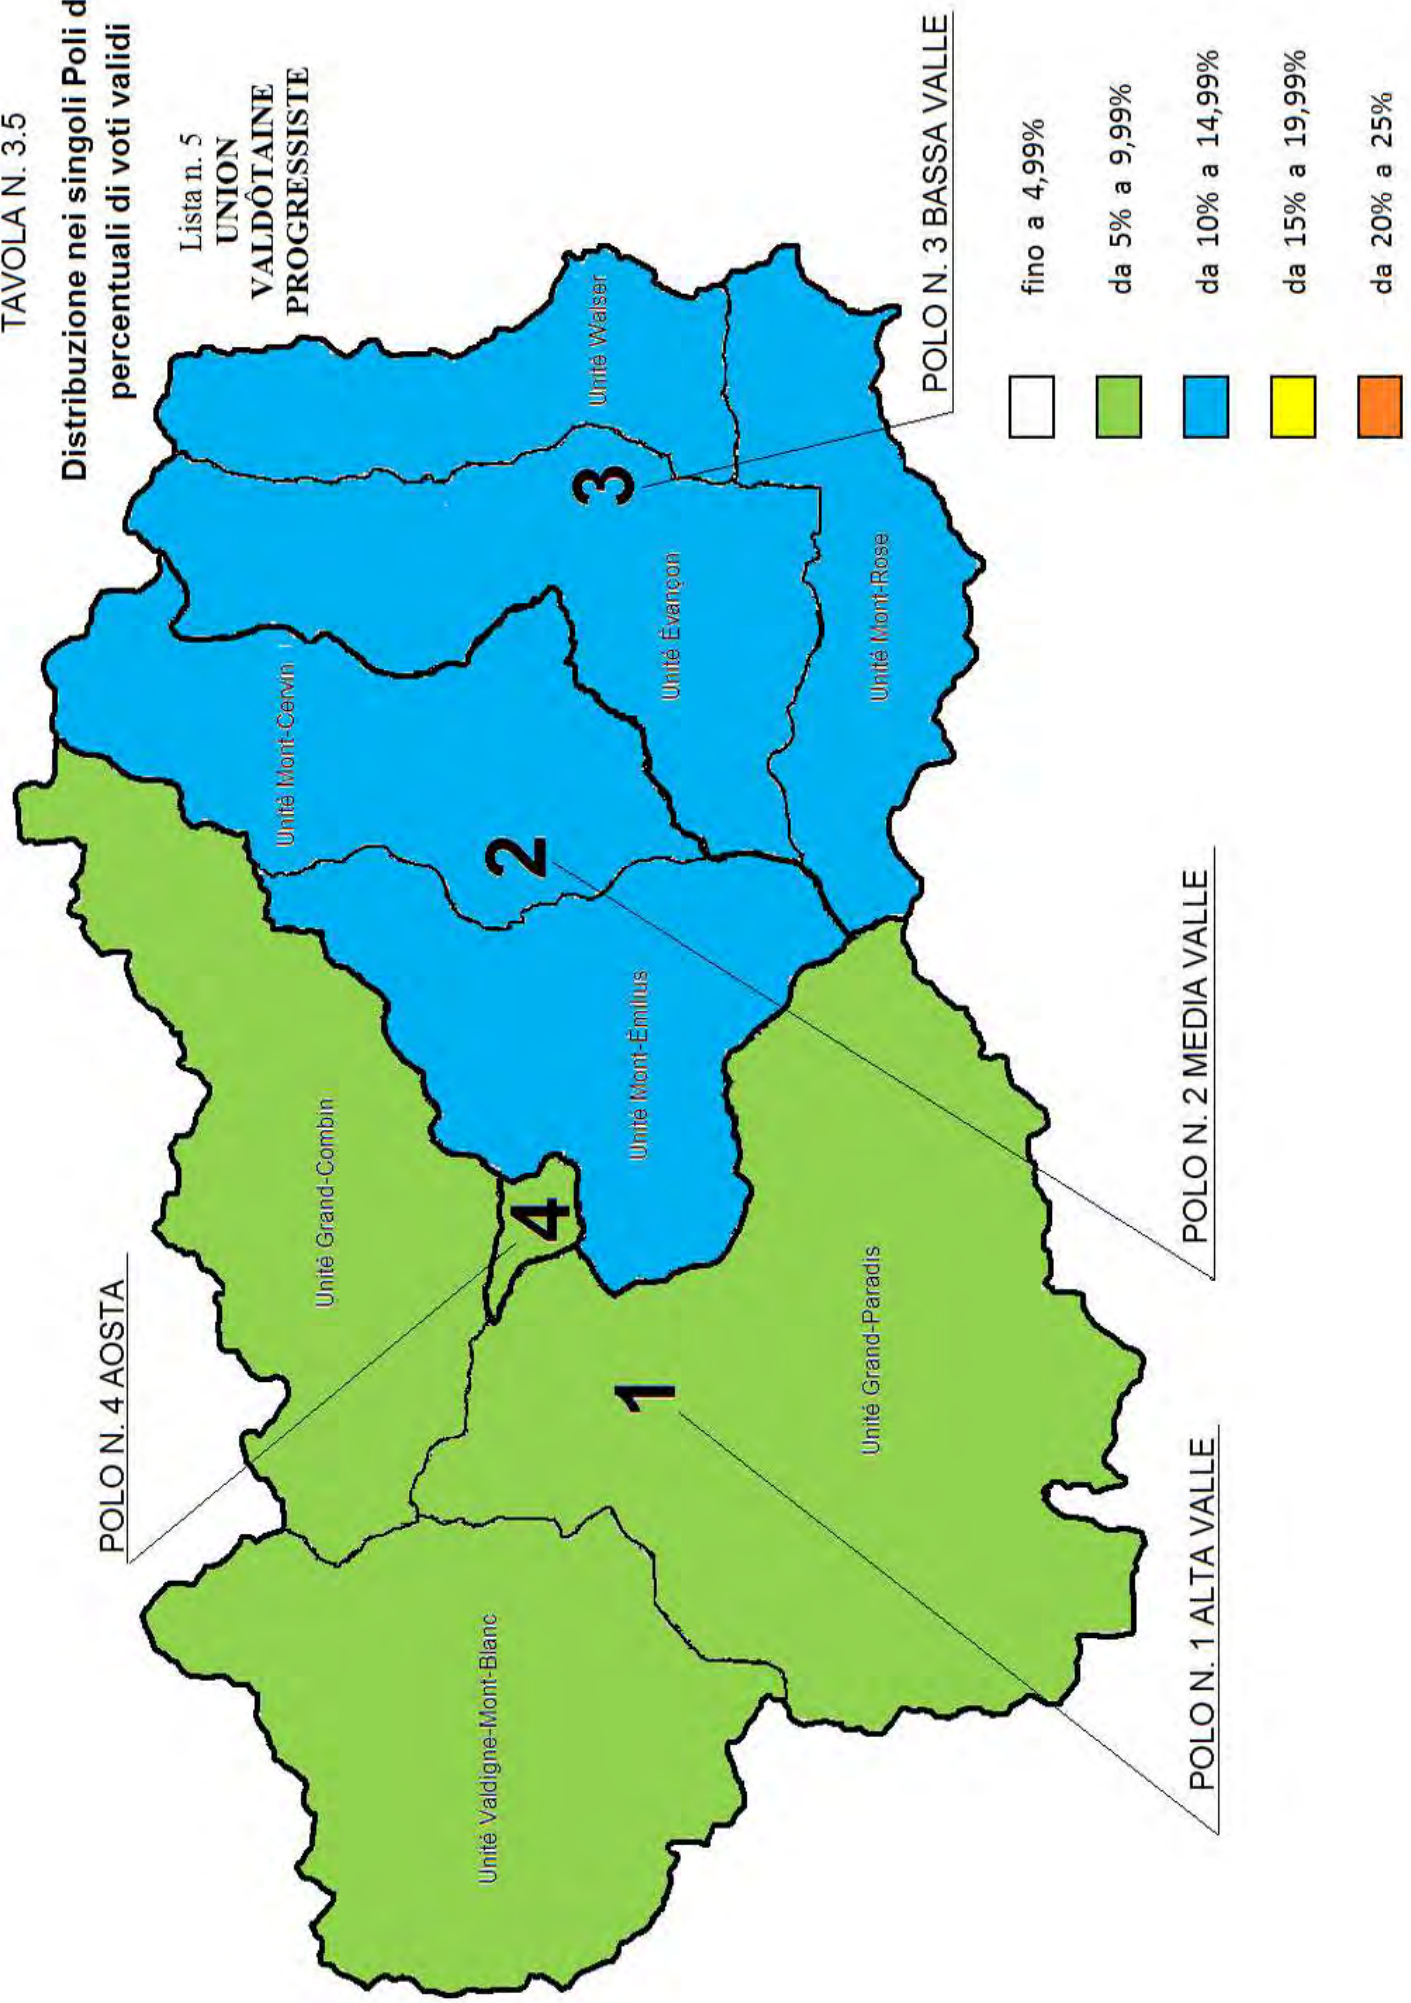 TAVOLA N. 3.5
Distribuzione nei singoli Poli d
percentuali di voti validi
Lista n. 5
UNION
VALDÔTAINE
PROGRESSISTE
POLO N. 4 AOSTA
Unité Valdigne-Mont-Blanc
Unité Grand-Combin
Unité Mont-Cervin
Unité Walser
4
2
3
1
Unité Mont-Émilius
Unité Évançon
Unité Grand-Paradis
Unité Mont-Rose
POLO N. 3 BASSA VALLE
POLO N. 1 ALTA VALLE
POLO N. 2 MEDIA VALLE
fino a 4,99%
da 5% a 9,99%
da 10% a 14,99%
da 15% a 19,99%
da 20% a 25%